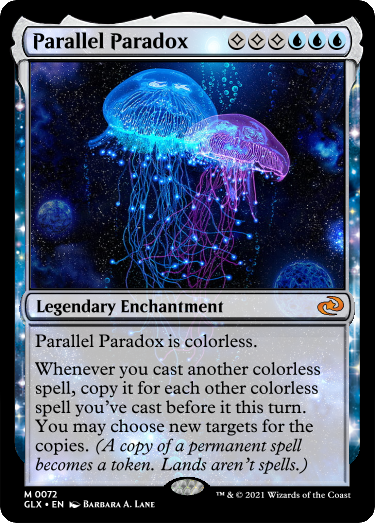 Parallel Paradox
Legendary Enchantment
Parallel Paradox is colorless.
Whenever you cast another colorless
spell, copy it for each other colorless
spell you've cast before it this turn.
You may choose new targets for the
copies. (A copy of a permanent spell
becomes a token. Lands aren't spells.)
M 0072
GLX • EN Barbara A. Lane
™ & © 2021 Wizards of the Coast